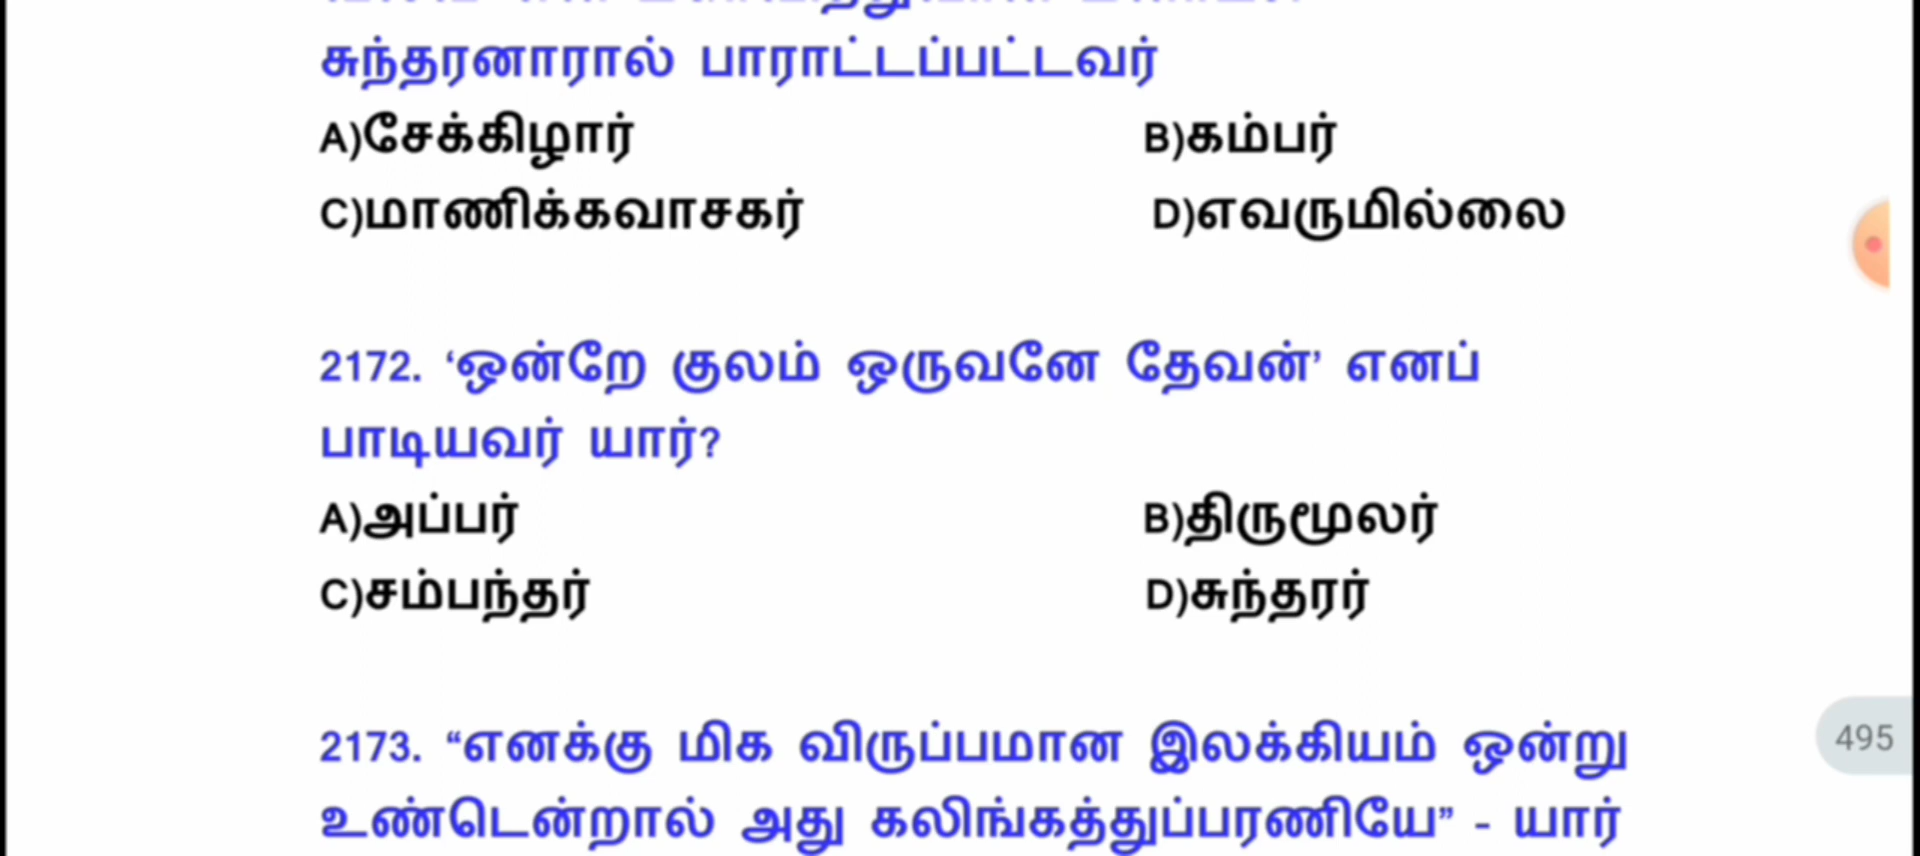 சுந்தரனாரால் பாராட்டப்பட்டவர்
A)சேக்கிழார் B)கம்பர்
C)மாணிக்கவாசகர் D)எவருமில்லை
2172. ‘ஒன்றே குலம் ஒருவனே தேவன்’ எனப்
பாடியவர் யார்?
A)அப்பர் B)திருமூலர்
C)சம்பந்தர் D)சுந்தரர்
2173. “எனக்கு மிக விருப்பமான இலக்கியம் ஒன்று
495
உண்டென்றால் அது கலிங்கத்துப்பரணியே” - யார்